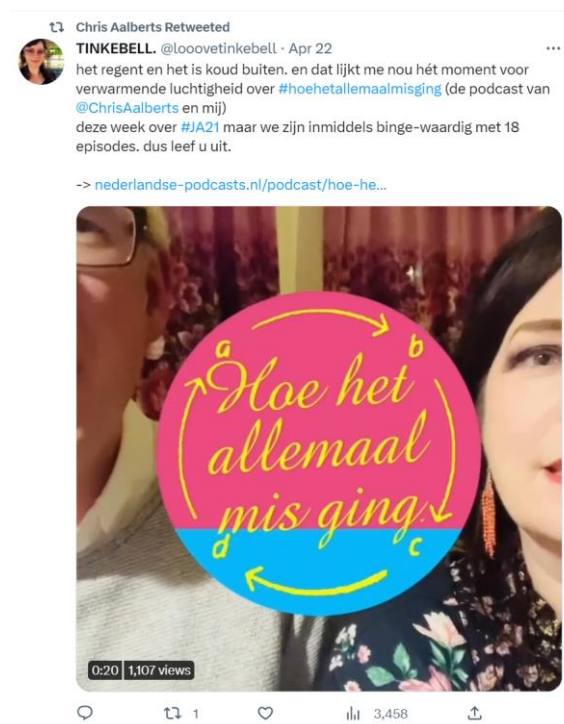 Chris Aalberts Retweeted
TINKEBELL. @looovetinkebell · Apr 22
het regent en het is koud buiten. en dat lijkt me nou hét moment voor
verwarmende luchtigheid over #hoehetallemaalmisging (de podcast van
@ChrisAalberts en mij)
deze week over #JA21 maar we zijn inmiddels binge-waardig met 18
episodes. dus leef u uit.
-> nederlandse-podcasts.nl/podcast/hoe-he...
a
b
Hoe het
allemaal
mis ging.
d
c
0:20 1,107 views
1
3,458